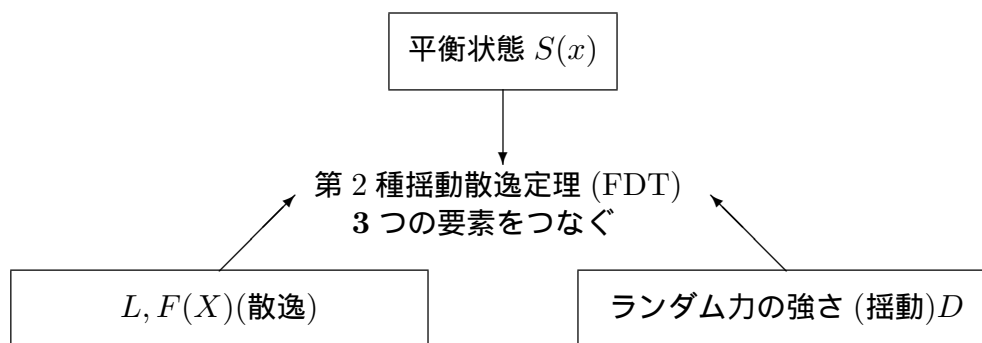 平衡状態 S(x)
第 2 種揺動散逸定理 (FDT)
3 つの要素をつなぐ
L, F(X)(散逸)
ランダム力の強さ (揺動)D